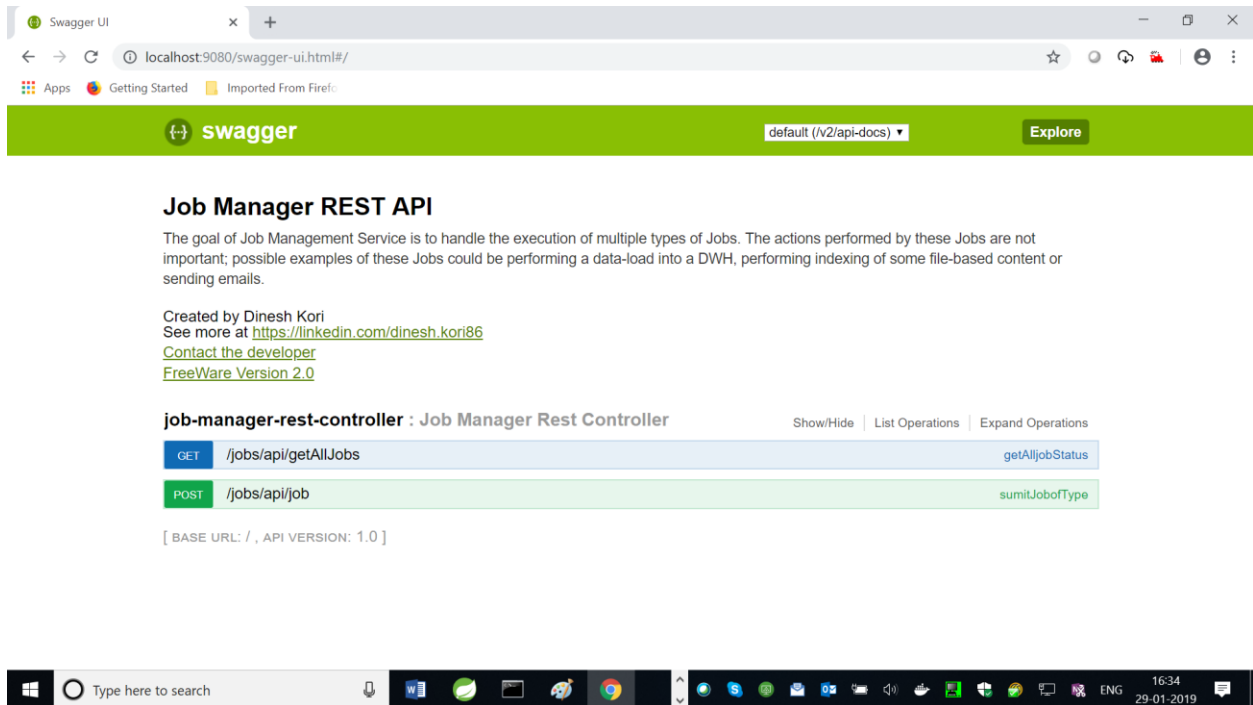 Swagger UI
localhost:9080/swagger-ui.html#/
Apps Getting Started Imported From Firefo
swagger default (/v2/api-docs) Explore
Job Manager REST API
The goal of Job Management Service is to handle the execution of multiple types of Jobs. The actions performed by these Jobs are not
important; possible examples of these Jobs could be performing a data-load into a DWH, performing indexing of some file-based content or
sending emails.
Created by Dinesh Kori
See more at https://linkedin.com/dinesh.kori86
Contact the developer
FreeWare Version 2.0
job-manager-rest-controller : Job Manager Rest Controller Show/Hide List Operations Expand Operations
GET /jobs/api/getAllJobs getAlljobStatus
POST /jobs/api/job sumitJobofType
[ BASE URL: / , API VERSION: 1.0 ]
Type here to search ENG 16:34
29-01-2019